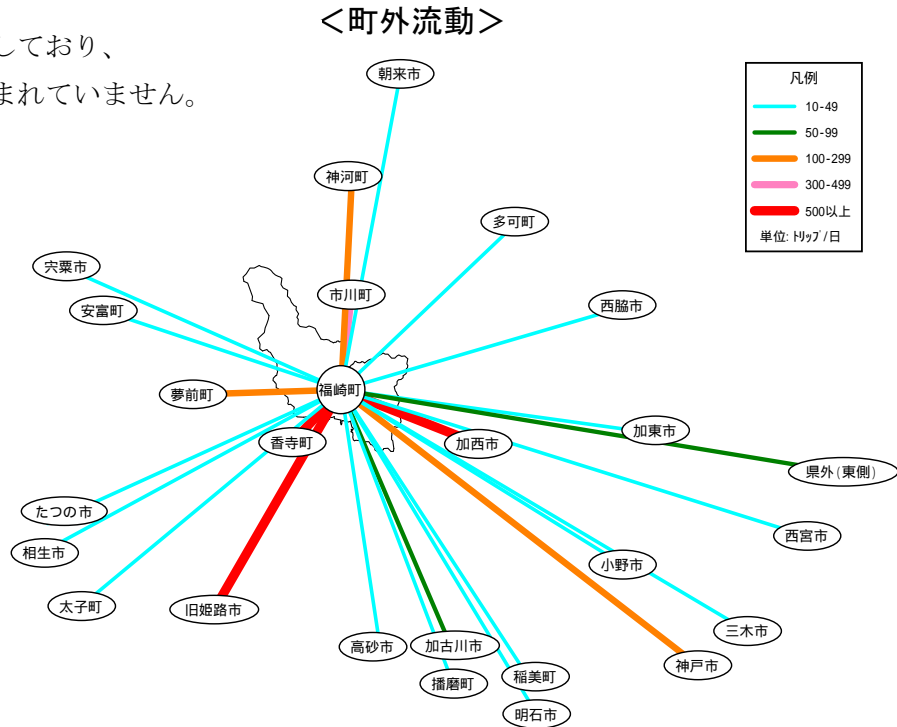 ＜町外流動＞
しており、
まれていません。
凡例
10-49
50-99
100-299
300-499
500以上
単位: ﾄﾘｯﾌﾟ/日
朝来市
神河町
多可町
宍粟市
市川町
安富町
西脇市
福崎町
夢前町
加東市
香寺町
加西市
県外(東側)
たつの市
西宮市
相生市
小野市
太子町
旧姫路市
三木市
高砂市
加古川市
神戸市
稲美町
播磨町
明石市